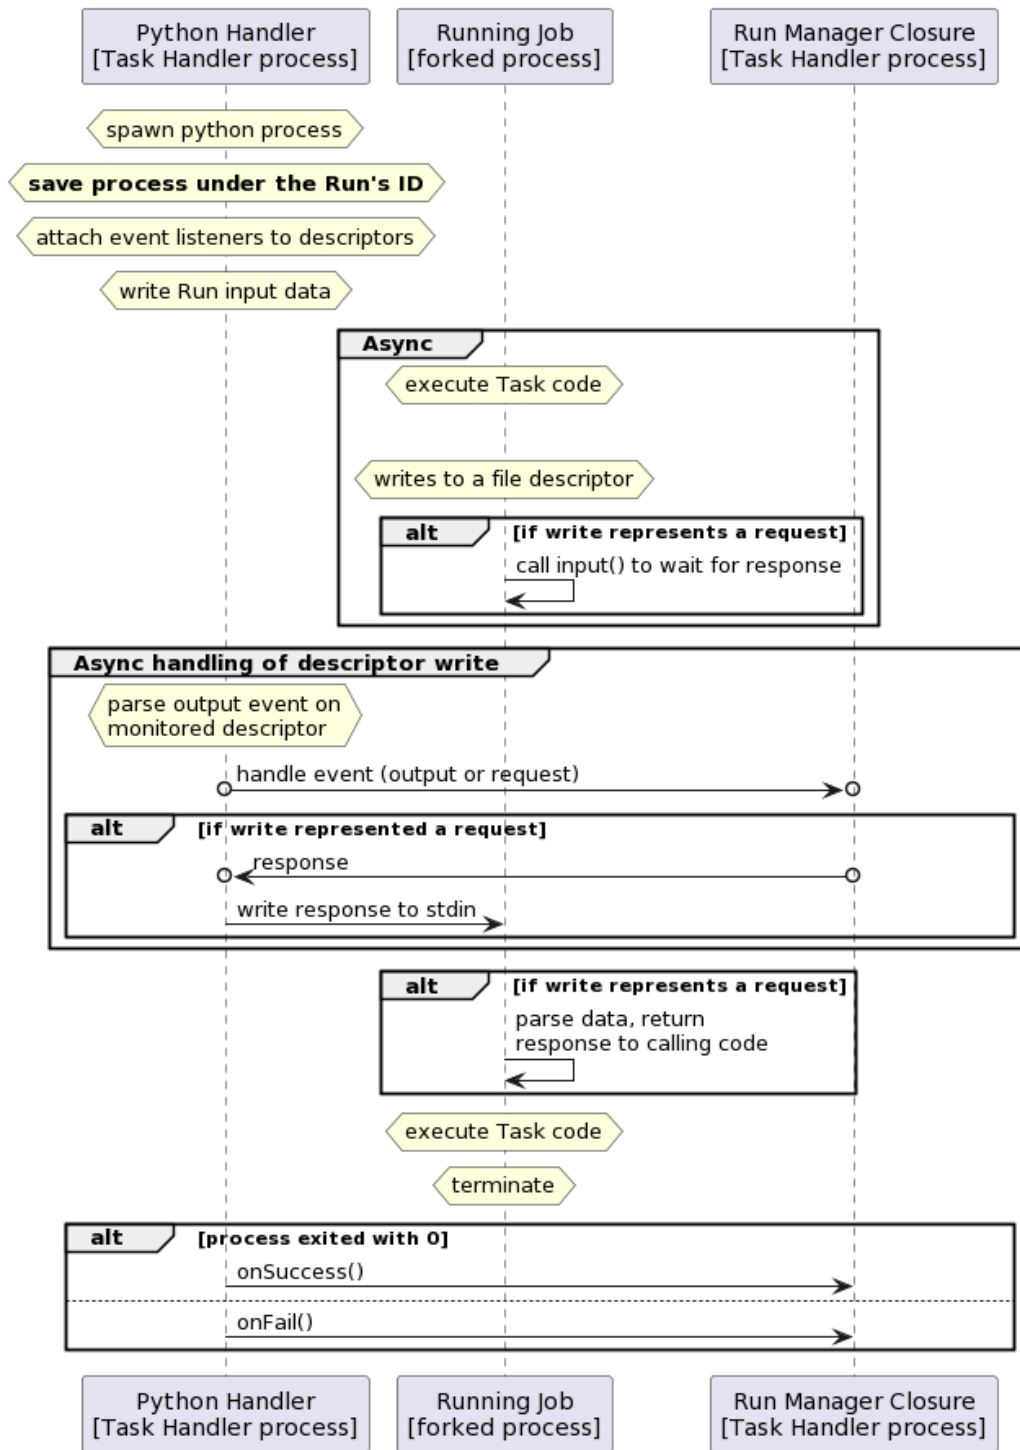 Python Handler
[Task Handler process]
Running Job
[forked process]
Run Manager Closure
[Task Handler process]
spawn python process
save process under the Run's ID
attach event listeners to descriptors
write Run input data
Async
execute Task code
writes to a file descriptor
alt
[if write represents a request]
call input() to wait for response
Async handling of descriptor write
parse output event on
monitored descriptor
handle event (output or request)
alt
[if write represented a request]
response
write response to stdin
alt
[if write represents a request]
parse data, return
response to calling code
execute Task code
terminate
alt
[process exited with 0]
onSuccess()
onFail()
Python Handler
[Task Handler process]
Running Job
[forked process]
Run Manager Closure
[Task Handler process]